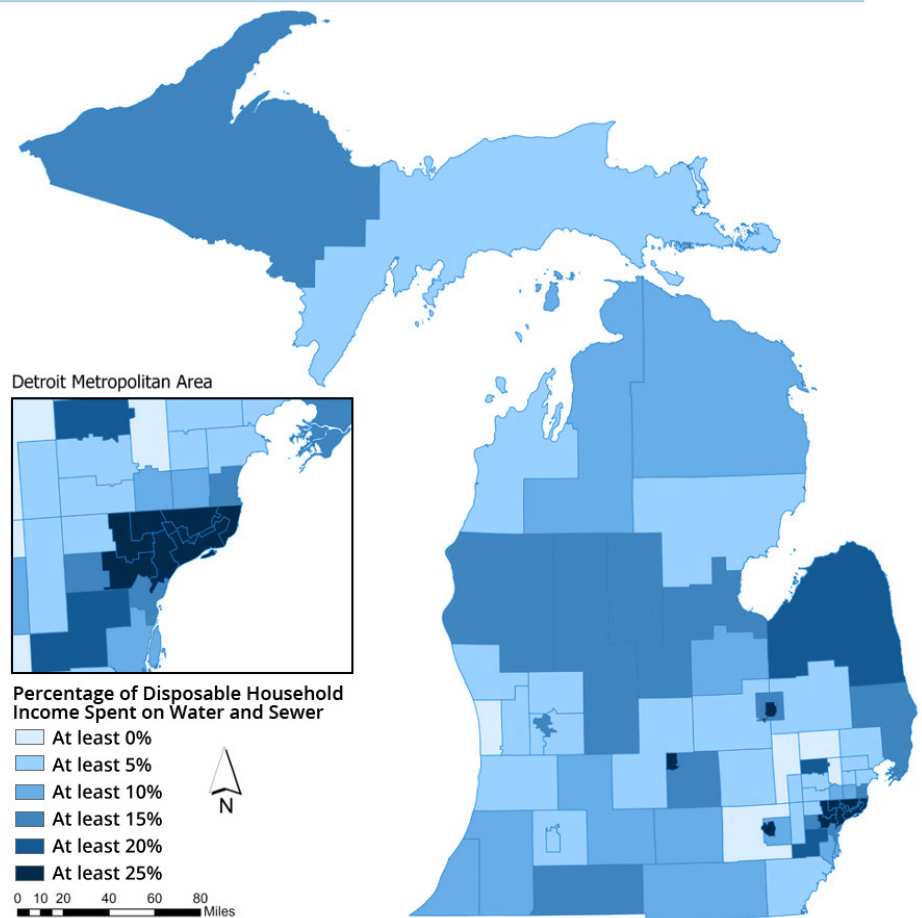 Detroit Metropolitan Area
Percentage of Disposable Household
Income Spent on Water and Sewer
At least 0%
At least 5%
At least 10%
At least 15%
At least 20%
At least 25%
N
0 10 20 40 60 80
Miles